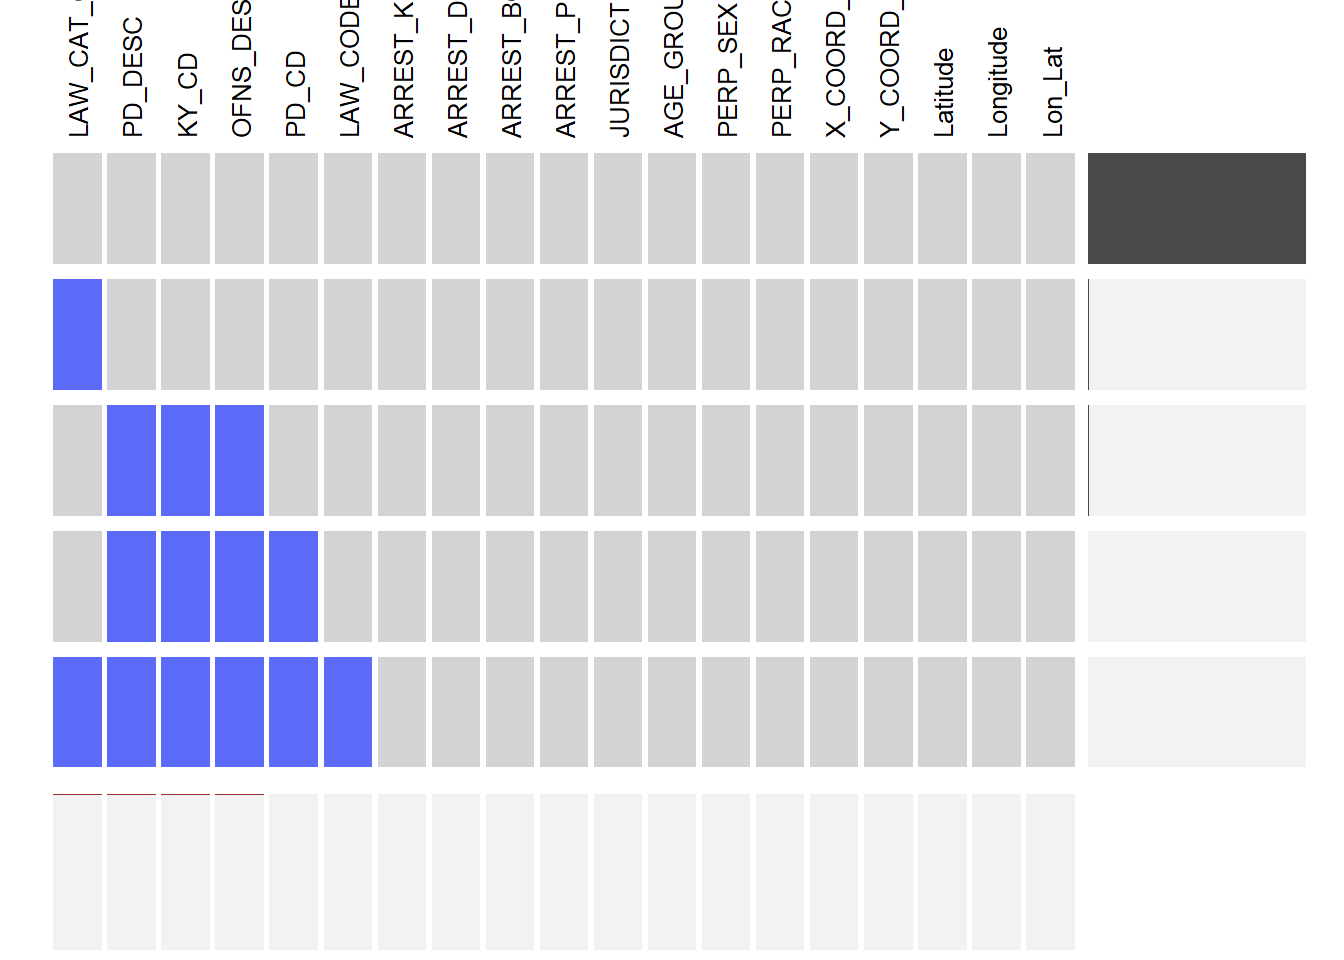 LAW_CAT_
PD_DESC
KY_CD
OFNS_DES
PD_CD
LAW_CODE
ARREST_K
ARREST_D
ARREST_B
ARREST_P
JURISDICT
AGE_GROU
PERP_SEX
PERP_RAC
X_COORD_
Y_COORD_
Latitude
Longitude
Lon_Lat